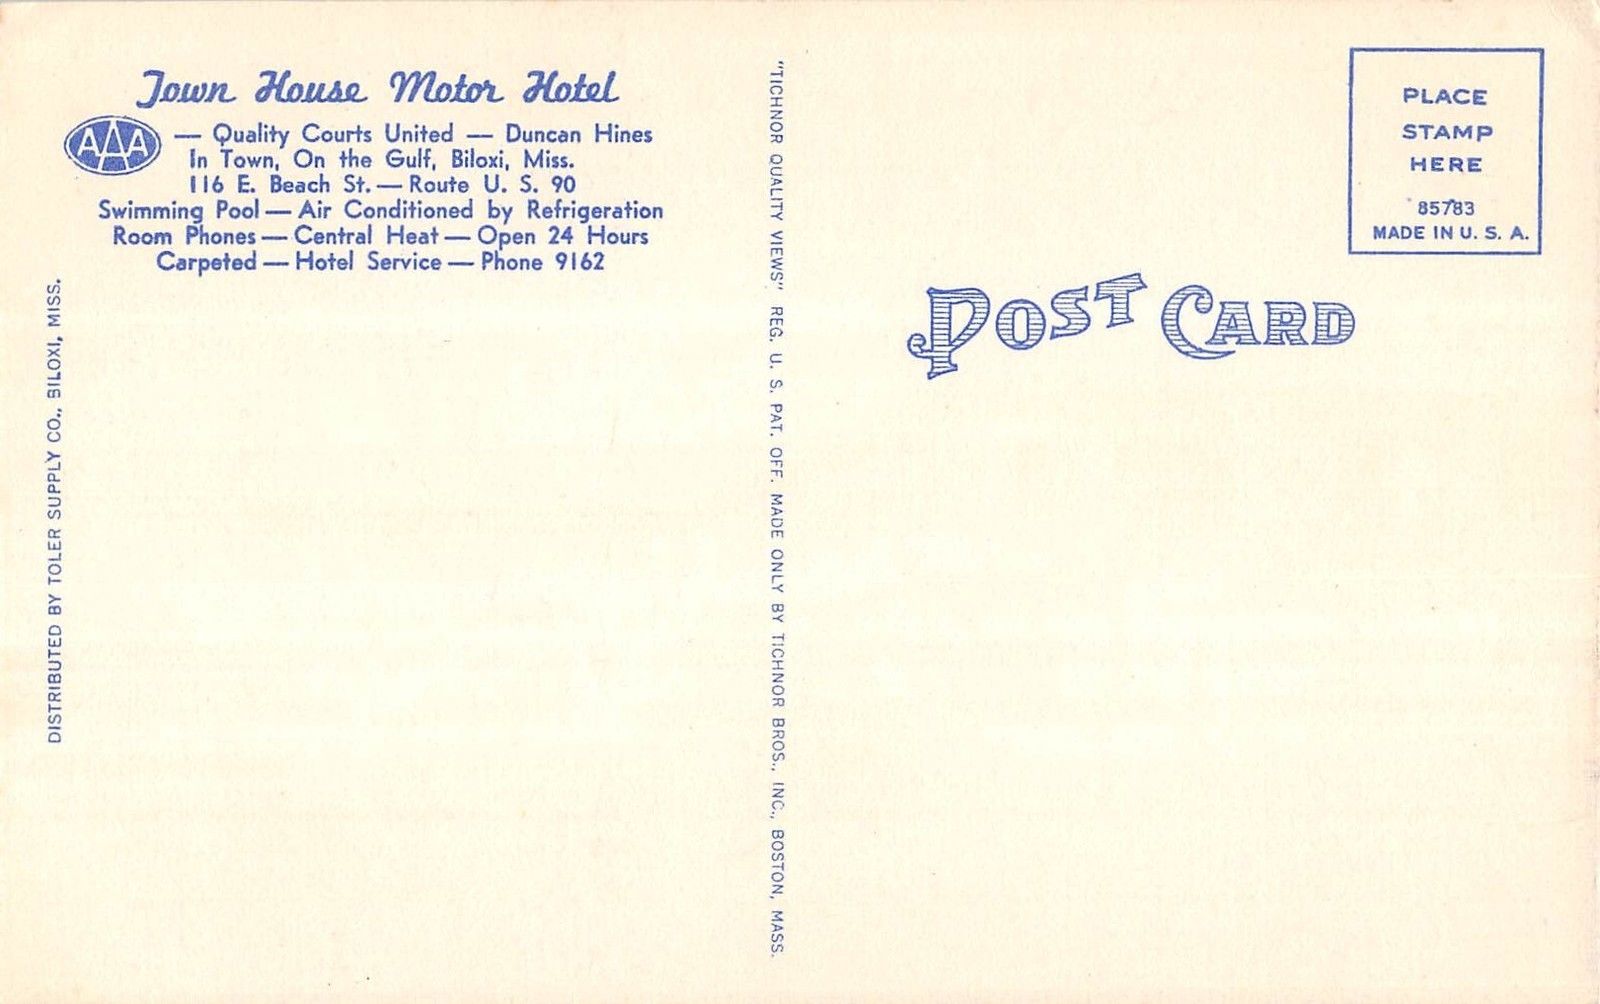 Town House Motor Hotel
AAA — Quality Courts United — Duncan Hines
In Town, On the Gulf, Biloxi, Miss.
116 E. Beach St. — Route U. S. 90
Swimming Pool — Air Conditioned by Refrigeration
Room Phones — Central Heat — Open 24 Hours
Carpeted — Hotel Service — Phone 9162
DISTRIBUTED BY TOLER SUPPLY CO., BILOXI, MISS.
"TICHNOR QUALITY VIEWS" REG. U. S. PAT. OFF. MADE ONLY BY TICHNOR BROS., INC., BOSTON, MASS.
PLACE
STAMP
HERE
85783
MADE IN U. S. A.
POST CARD